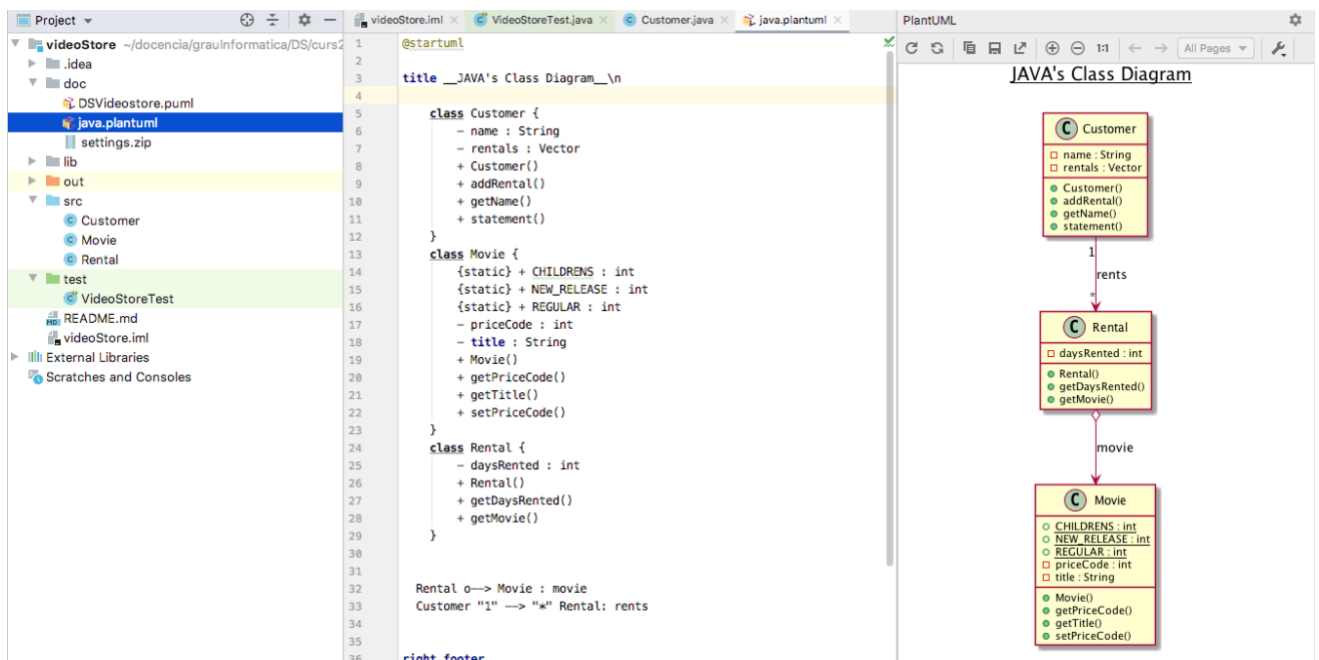 Project
videoStore ~/docencia/grauInformatica/DS/curs2
.idea
doc
DSVideostore.puml
java.plantuml
settings.zip
lib
out
src
Customer
Movie
Rental
test
VideoStoreTest
README.md
videoStore.iml
External Libraries
Scratches and Consoles
videoStore.iml
VideoStoreTest.java
Customer.java
java.plantuml
1 @startuml
2
3 title __JAVA's Class Diagram__\n
4
5 class Customer {
6 - name : String
7 - rentals : Vector
8 + Customer()
9 + addRental()
10 + getName()
11 + statement()
12 }
13 class Movie {
14 {static} + CHILDRENS : int
15 {static} + NEW_RELEASE : int
16 {static} + REGULAR : int
17 - priceCode : int
18 - title : String
19 + Movie()
20 + getPriceCode()
21 + getTitle()
22 + setPriceCode()
23 }
24 class Rental {
25 - daysRented : int
26 + Rental()
27 + getDaysRented()
28 + getMovie()
29 }
30
31
32 Rental o--> Movie : movie
33 Customer "1" --> "*" Rental: rents
34
35
36 right footer
PlantUML
1:1
All Pages
JAVA's Class Diagram
C Customer
name : String
rentals : Vector
Customer()
addRental()
getName()
statement()
1
rents
*
C Rental
daysRented : int
Rental()
getDaysRented()
getMovie()
movie
C Movie
CHILDRENS : int
NEW_RELEASE : int
REGULAR : int
priceCode : int
title : String
Movie()
getPriceCode()
getTitle()
setPriceCode()